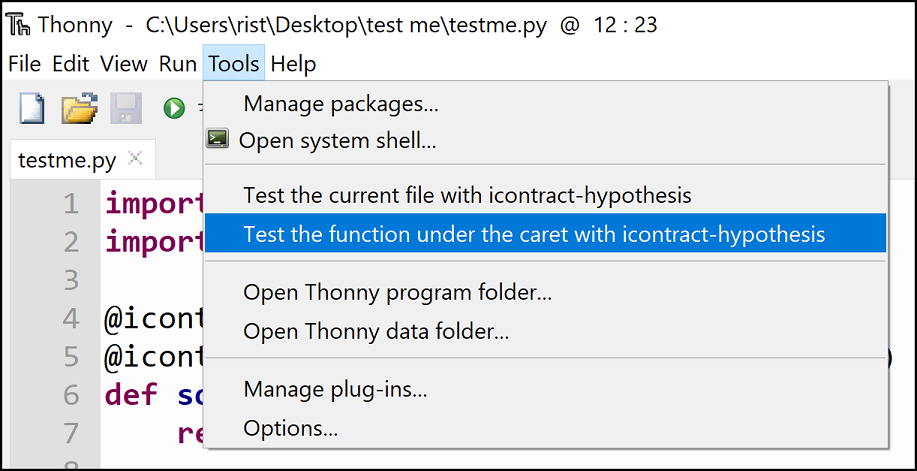 Thonny - C:\Users\rist\Desktop\test me\testme.py @ 12 : 23
File Edit View Run Tools Help
Manage packages...
Open system shell...
testme.py
Test the current file with icontract-hypothesis
1 import
2 import
Test the function under the caret with icontract-hypothesis
3
Open Thonny program folder...
4 @icont
Open Thonny data folder...
5 @icont )
6 def
Manage plug-ins...
7
Options...